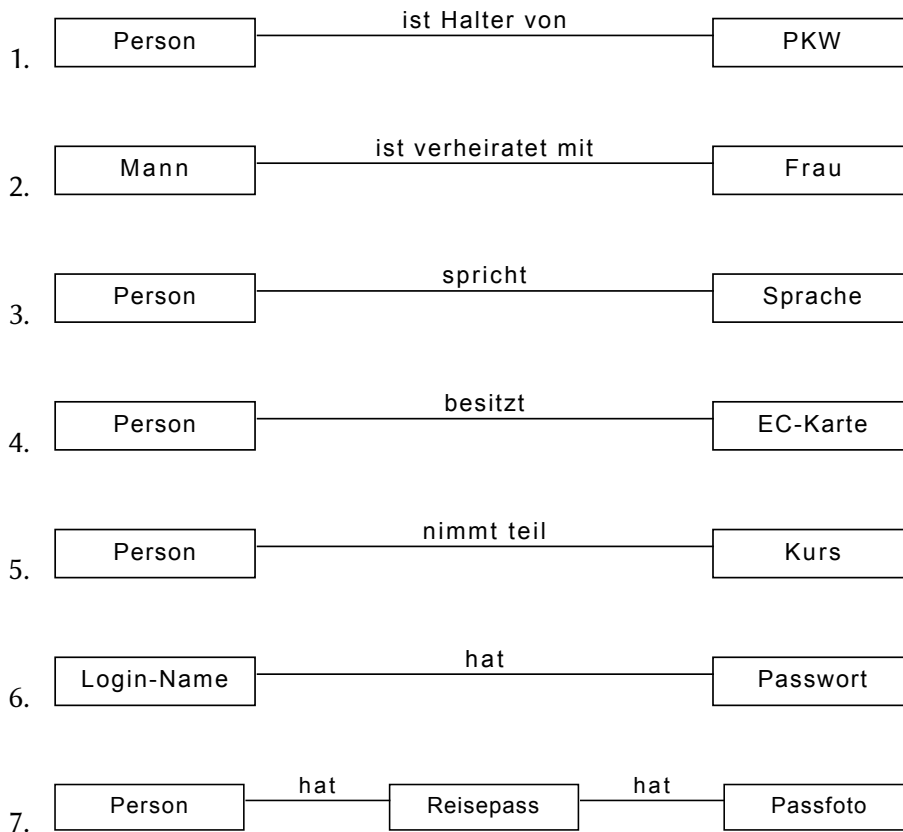 ist Halter von
1. Person PKW
ist verheiratet mit
2. Mann Frau
spricht
3. Person Sprache
besitzt
4. Person EC-Karte
nimmt teil
5. Person Kurs
hat
6. Login-Name Passwort
hat hat
7. Person Reisepass Passfoto